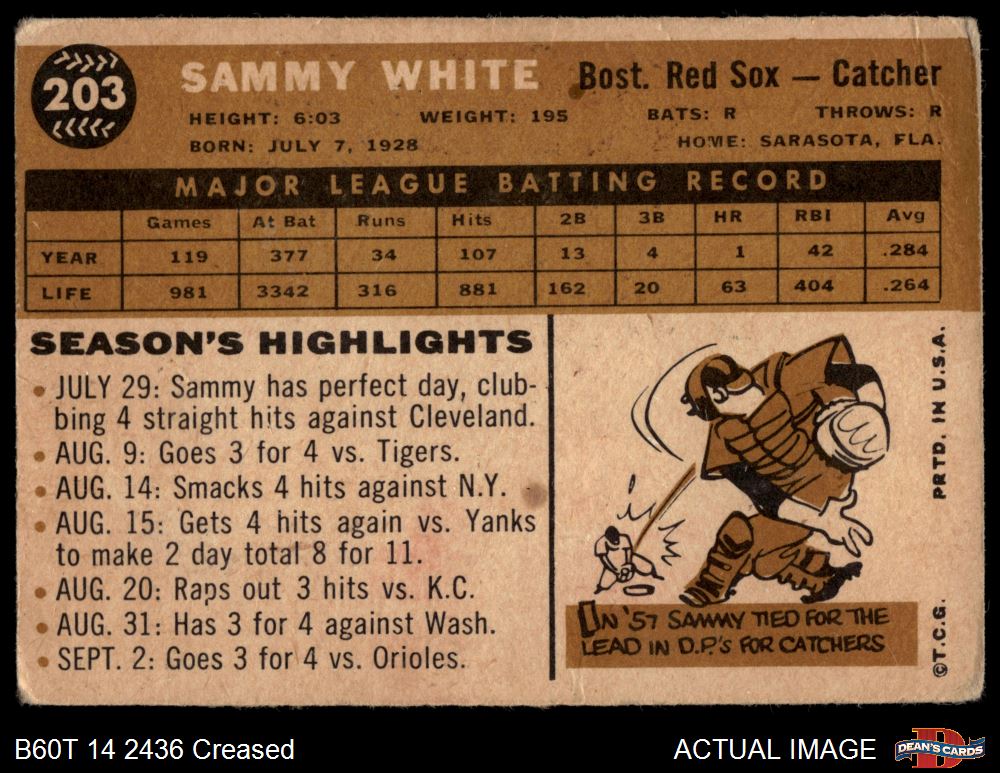 203
SAMMY WHITE Bost. Red Sox — Catcher
HEIGHT: 6:03 WEIGHT: 195 BATS: R THROWS: R
BORN: JULY 7, 1928 HOME: SARASOTA, FLA.
MAJOR LEAGUE BATTING RECORD
Games At Bat Runs Hits 2B 3B HR RBI Avg
YEAR 119 377 34 107 13 4 1 42 .284
LIFE 981 3342 316 881 162 20 63 404 .264
SEASON'S HIGHLIGHTS
• JULY 29: Sammy has perfect day, club-
bing 4 straight hits against Cleveland.
• AUG. 9: Goes 3 for 4 vs. Tigers.
• AUG. 14: Smacks 4 hits against N.Y.
• AUG. 15: Gets 4 hits again vs. Yanks
to make 2 day total 8 for 11.
• AUG. 20: Raps out 3 hits vs. K.C.
• AUG. 31: Has 3 for 4 against Wash.
• SEPT. 2: Goes 3 for 4 vs. Orioles.
IN '57 SAMMY TIED FOR THE
LEAD IN D.P.'S FOR CATCHERS
©T.C.G. PRTD. IN U.S.A.
B60T 14 2436 Creased
ACTUAL IMAGE
DEAN'S CARDS